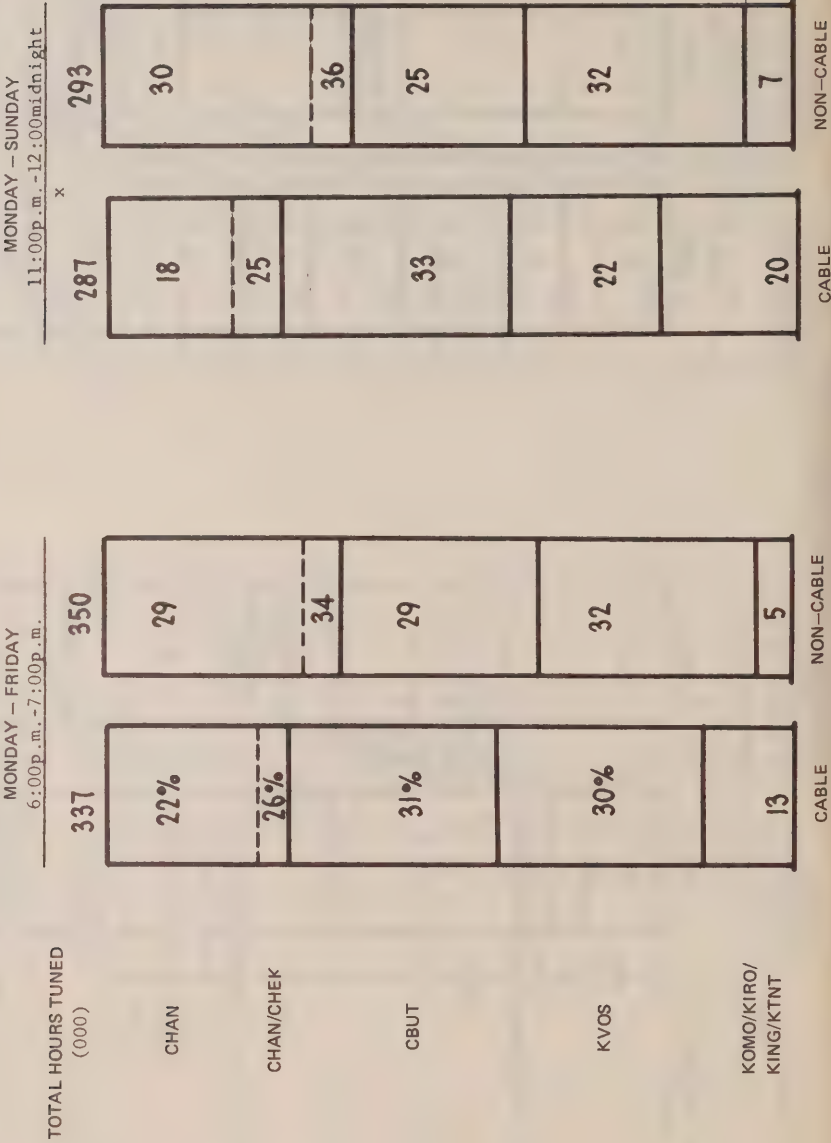 MONDAY – FRIDAY MONDAY – SUNDAY
6:00p.m.-7:00p.m. 11:00p.m.-12:00midnight
x
TOTAL HOURS TUNED 337 350 287 293
(000)
CHAN 22% 29 18 30
CHAN/CHEK 26% 34 25 36
CBUT 31% 29 33 25
KVOS 30% 32 22 32
KOMO/KIRO/
KING/KTNT 13 5 20 7
CABLE NON–CABLE CABLE NON–CABLE